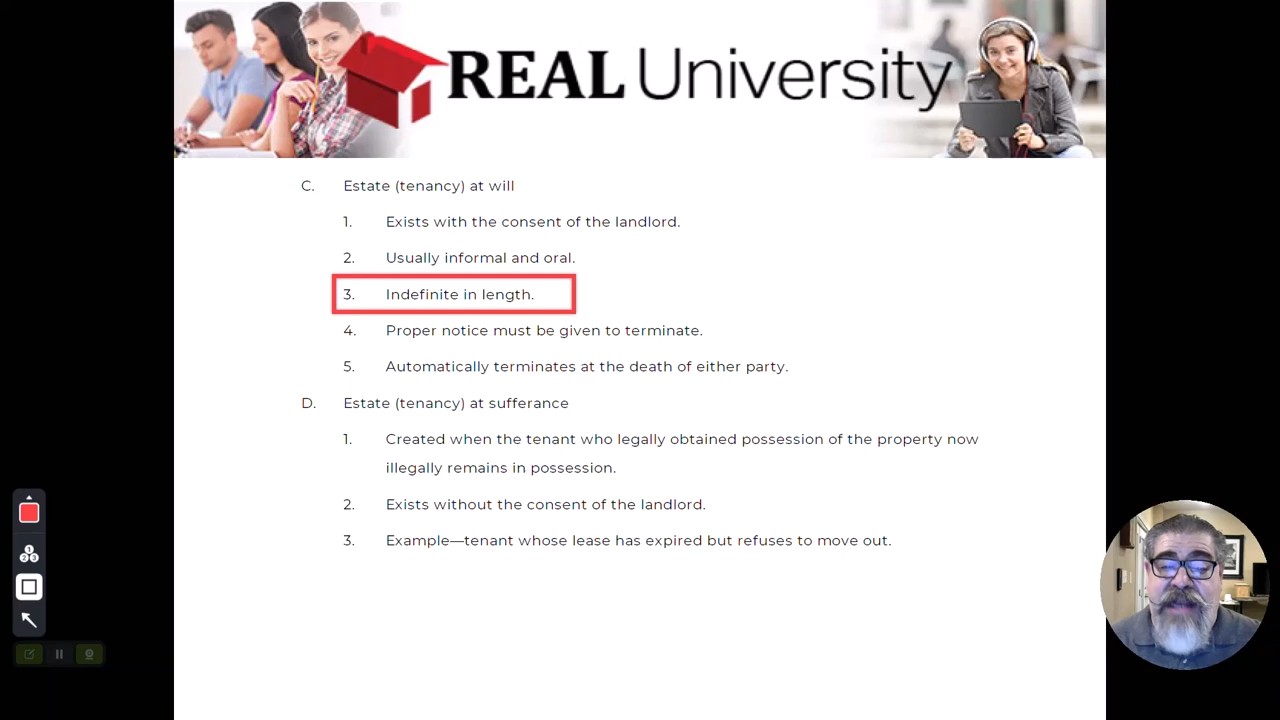 REAL University
C. Estate (tenancy) at will
1. Exists with the consent of the landlord.
2. Usually informal and oral.
3. Indefinite in length.
4. Proper notice must be given to terminate.
5. Automatically terminates at the death of either party.
D. Estate (tenancy) at sufferance
1. Created when the tenant who legally obtained possession of the property now
illegally remains in possession.
2. Exists without the consent of the landlord.
3. Example—tenant whose lease has expired but refuses to move out.